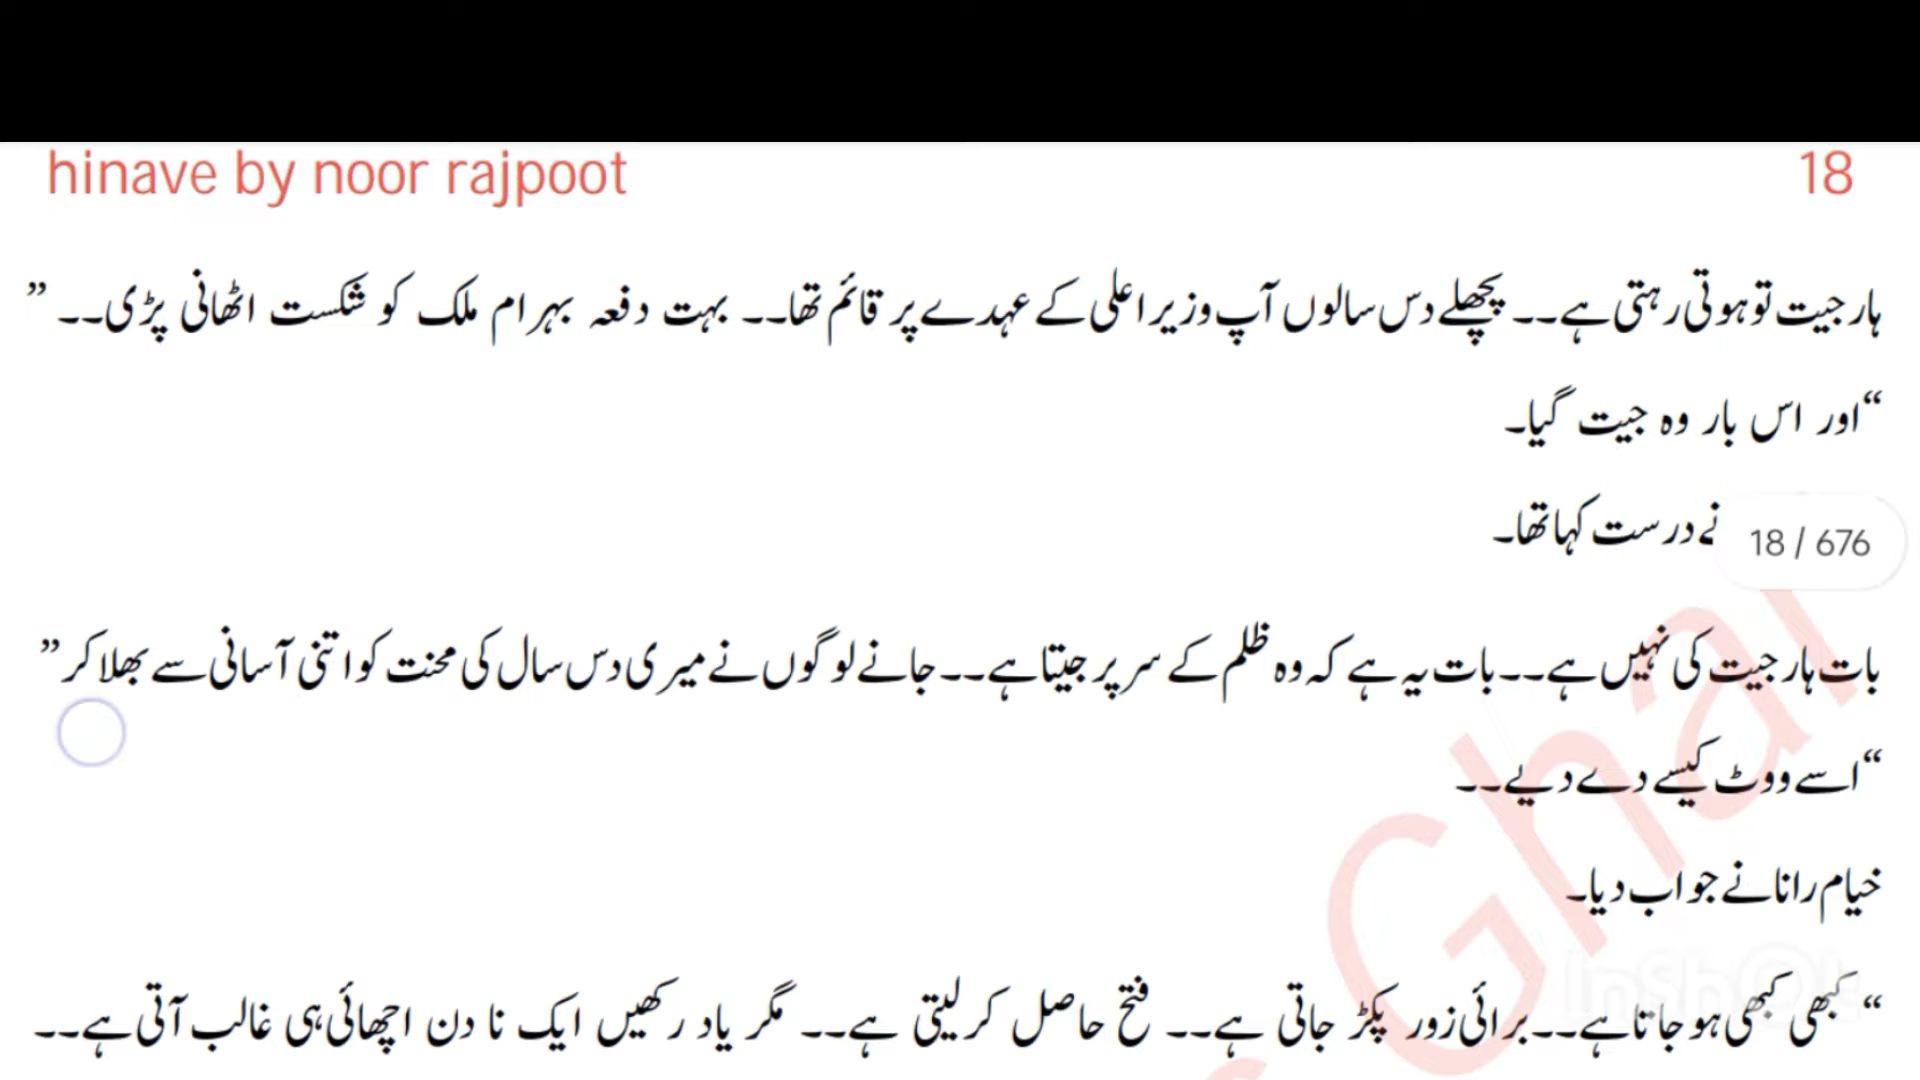 hinave by noor rajpoot 18
ہار جیت تو ہوتی رہتی ہے۔۔ پچھلے دس سالوں آپ وزیر اعلی کے عہدے پر قائم تھا۔۔ بہت دفعہ بہرام ملک کو شکست اٹھانی پڑی۔۔ ”
“اور اس بار وہ جیت گیا۔
نے درست کہا تھا۔
18 / 676
بات ہار جیت کی نہیں ہے۔۔ بات یہ ہے کہ وہ ظلم کے سر پر جیتا ہے۔۔ جانے لوگوں نے میری دس سال کی محنت کو اتنی آسانی سے بھلا کر ”
“اسے ووٹ کیسے دے دیے۔۔
خیام رانا نے جواب دیا۔
“کبھی کبھی ہو جاتا ہے۔۔ برائی زور پکڑ جاتی ہے۔۔ فتح حاصل کر لیتی ہے۔۔ مگر یاد رکھیں ایک نا دن اچھائی ہی غالب آتی ہے۔۔
Ghar
InShOt